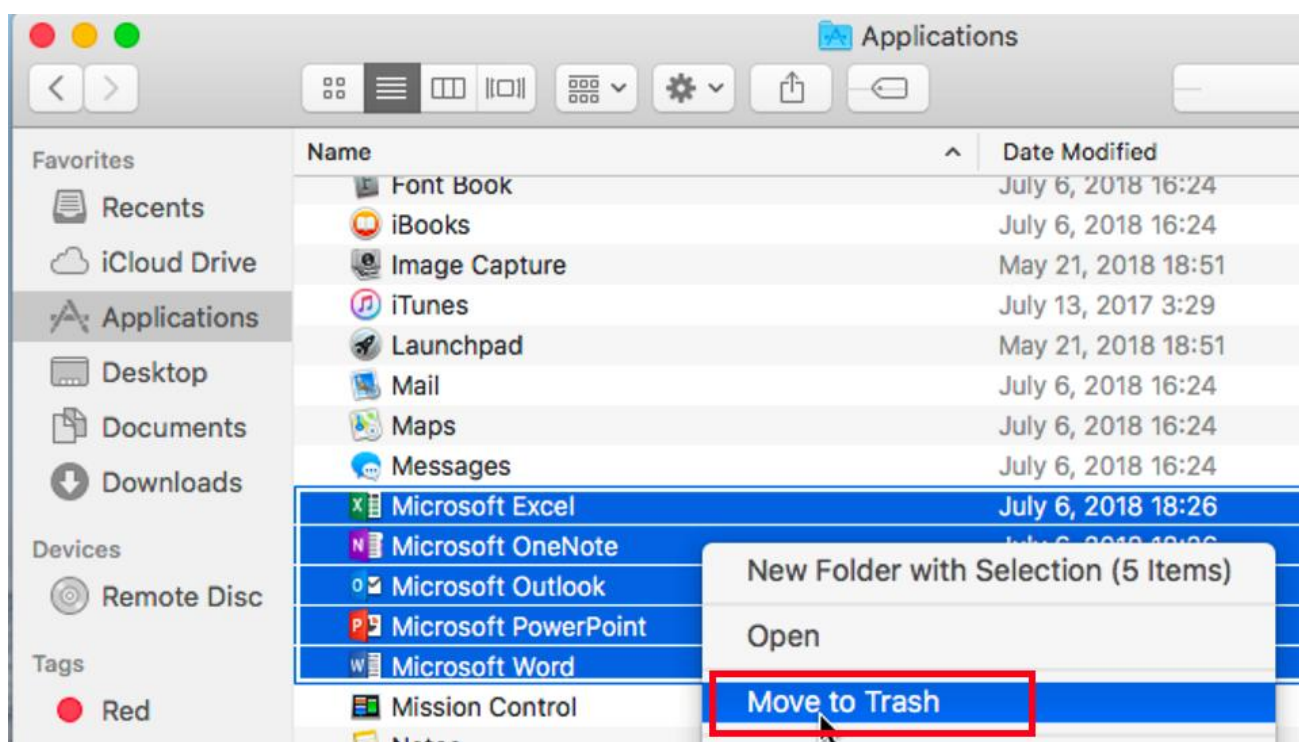 Applications
Favorites
Recents
iCloud Drive
Applications
Desktop
Documents
Downloads
Devices
Remote Disc
Tags
Red
Name Date Modified
Font Book July 6, 2018 16:24
iBooks July 6, 2018 16:24
Image Capture May 21, 2018 18:51
iTunes July 13, 2017 3:29
Launchpad May 21, 2018 18:51
Mail July 6, 2018 16:24
Maps July 6, 2018 16:24
Messages July 6, 2018 16:24
Microsoft Excel July 6, 2018 18:26
Microsoft OneNote
Microsoft Outlook
Microsoft PowerPoint
Microsoft Word
Mission Control
New Folder with Selection (5 Items)
Open
Move to Trash